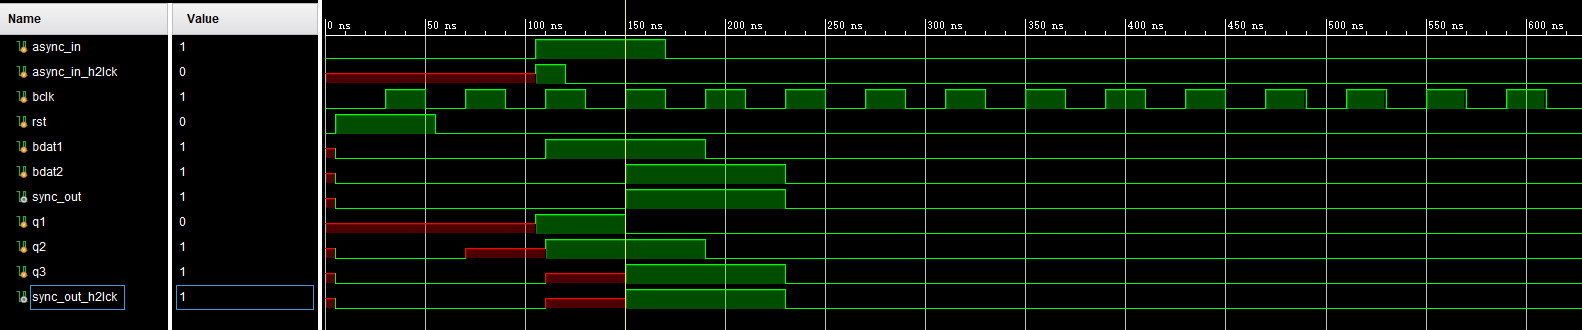 Name Value
0 ns 50 ns 100 ns 150 ns 200 ns 250 ns 300 ns 350 ns 400 ns 450 ns 500 ns 550 ns 600 ns
async_in 1
async_in_h2lck 0
bclk 1
rst 0
bdat1 1
bdat2 1
sync_out 1
q1 0
q2 1
q3 1
sync_out_h2lck 1